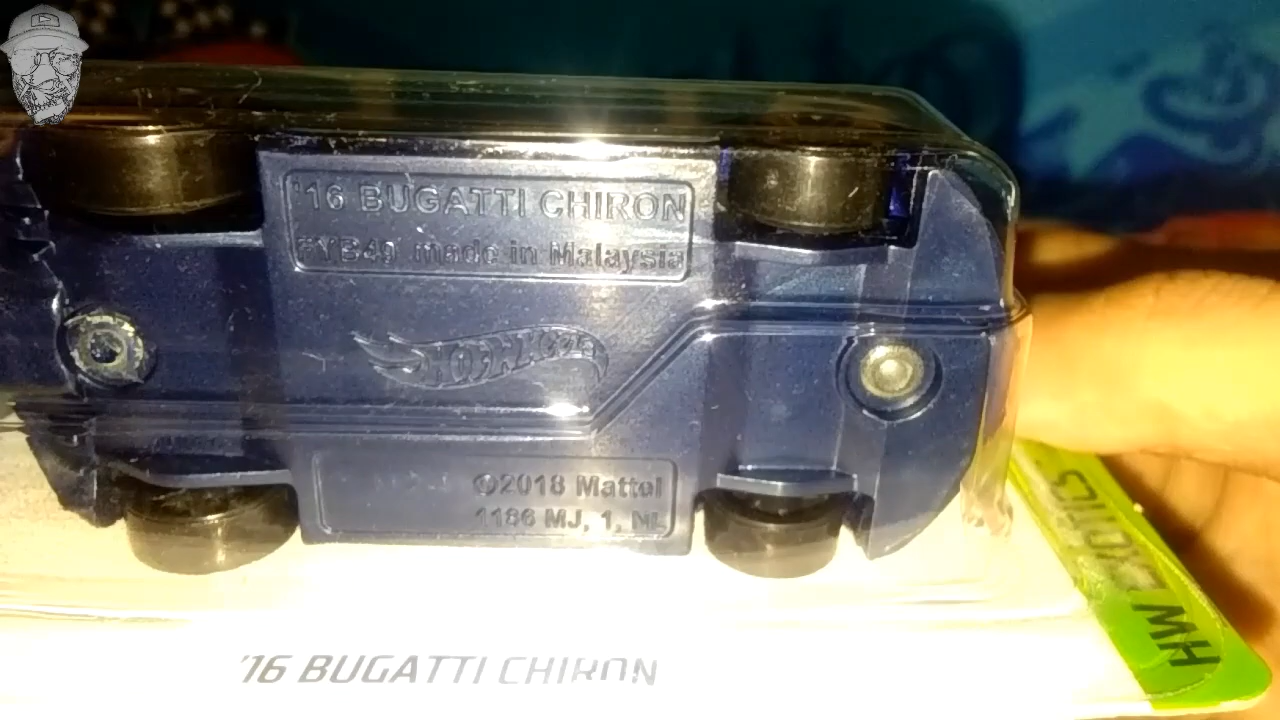 '16 BUGATTI CHIRON
FYB49 made in Malaysia
HOT WHEELS
©2018 Mattel
1186 MJ, 1, NL
HW EXOTICS
'16 BUGATTI CHIRON